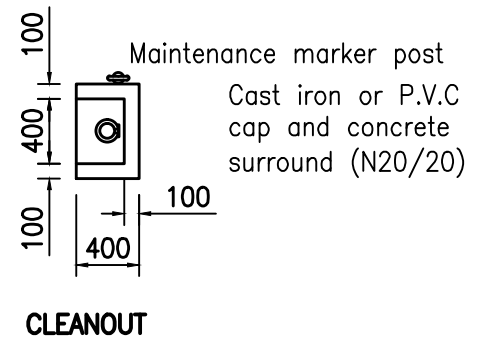 100
Maintenance marker post
Cast iron or P.V.C
400
cap and concrete
surround (N20/20)
100
100
400
CLEANOUT